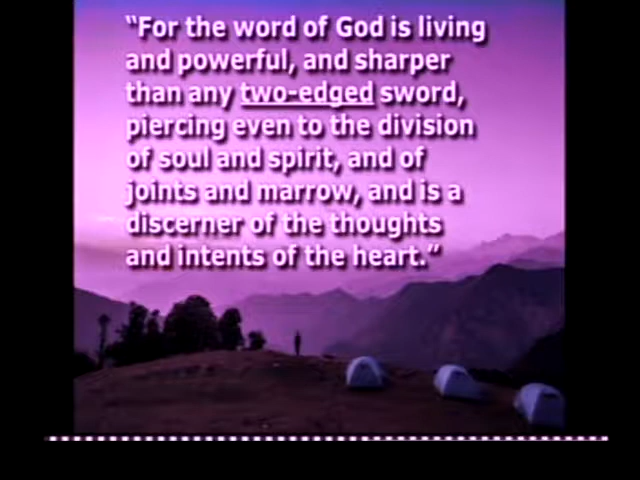 “For the word of God is living
and powerful, and sharper
than any two-edged sword,
piercing even to the division
of soul and spirit, and of
joints and marrow, and is a
discerner of the thoughts
and intents of the heart.”